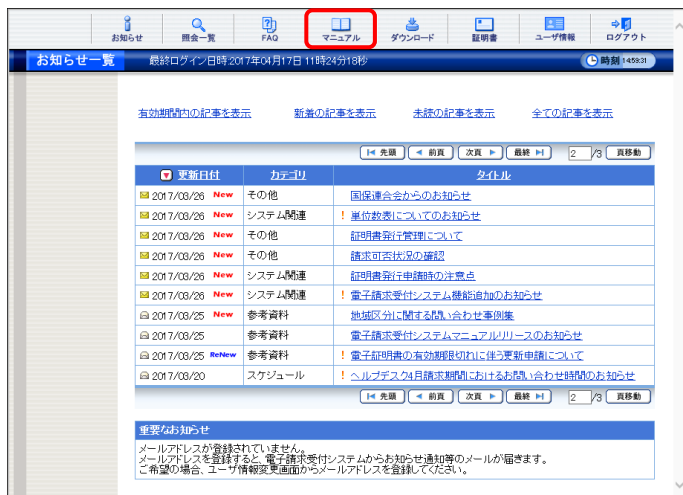 お知らせ 照会一覧 FAQ マニュアル ダウンロード 証明書 ユーザ情報 ログアウト
お知らせ一覧 最終ログイン日時:2017年04月17日 11時24分18秒 時刻 14:59:31
有効期間内の記事を表示 新着の記事を表示 未読の記事を表示 全ての記事を表示
先頭 前頁 次頁 最終 2 /3 頁移動
更新日付 カテゴリ タイトル
2017/03/26 New その他 国保連合会からのお知らせ
2017/03/26 New システム関連 ! 単位数表についてのお知らせ
2017/03/26 New その他 証明書発行管理について
2017/03/26 New その他 請求可否状況の確認
2017/03/26 New システム関連 証明書発行申請時の注意点
2017/03/26 New システム関連 ! 電子請求受付システム機能追加のお知らせ
2017/03/25 New 参考資料 地域区分に関する問い合わせ事例集
2017/03/25 参考資料 電子請求受付システムマニュアルリリースのお知らせ
2017/03/25 ReNew 参考資料 ! 電子証明書の有効期限切れに伴う更新申請について
2017/03/20 スケジュール ! ヘルプデスク4月請求期間におけるお問い合わせ時間のお知らせ
先頭 前頁 次頁 最終 2 /3 頁移動
重要なお知らせ
メールアドレスが登録されていません。
メールアドレスを登録すると、電子請求受付システムからお知らせ通知等のメールが届きます。
ご希望の場合、ユーザ情報変更画面からメールアドレスを登録してください。